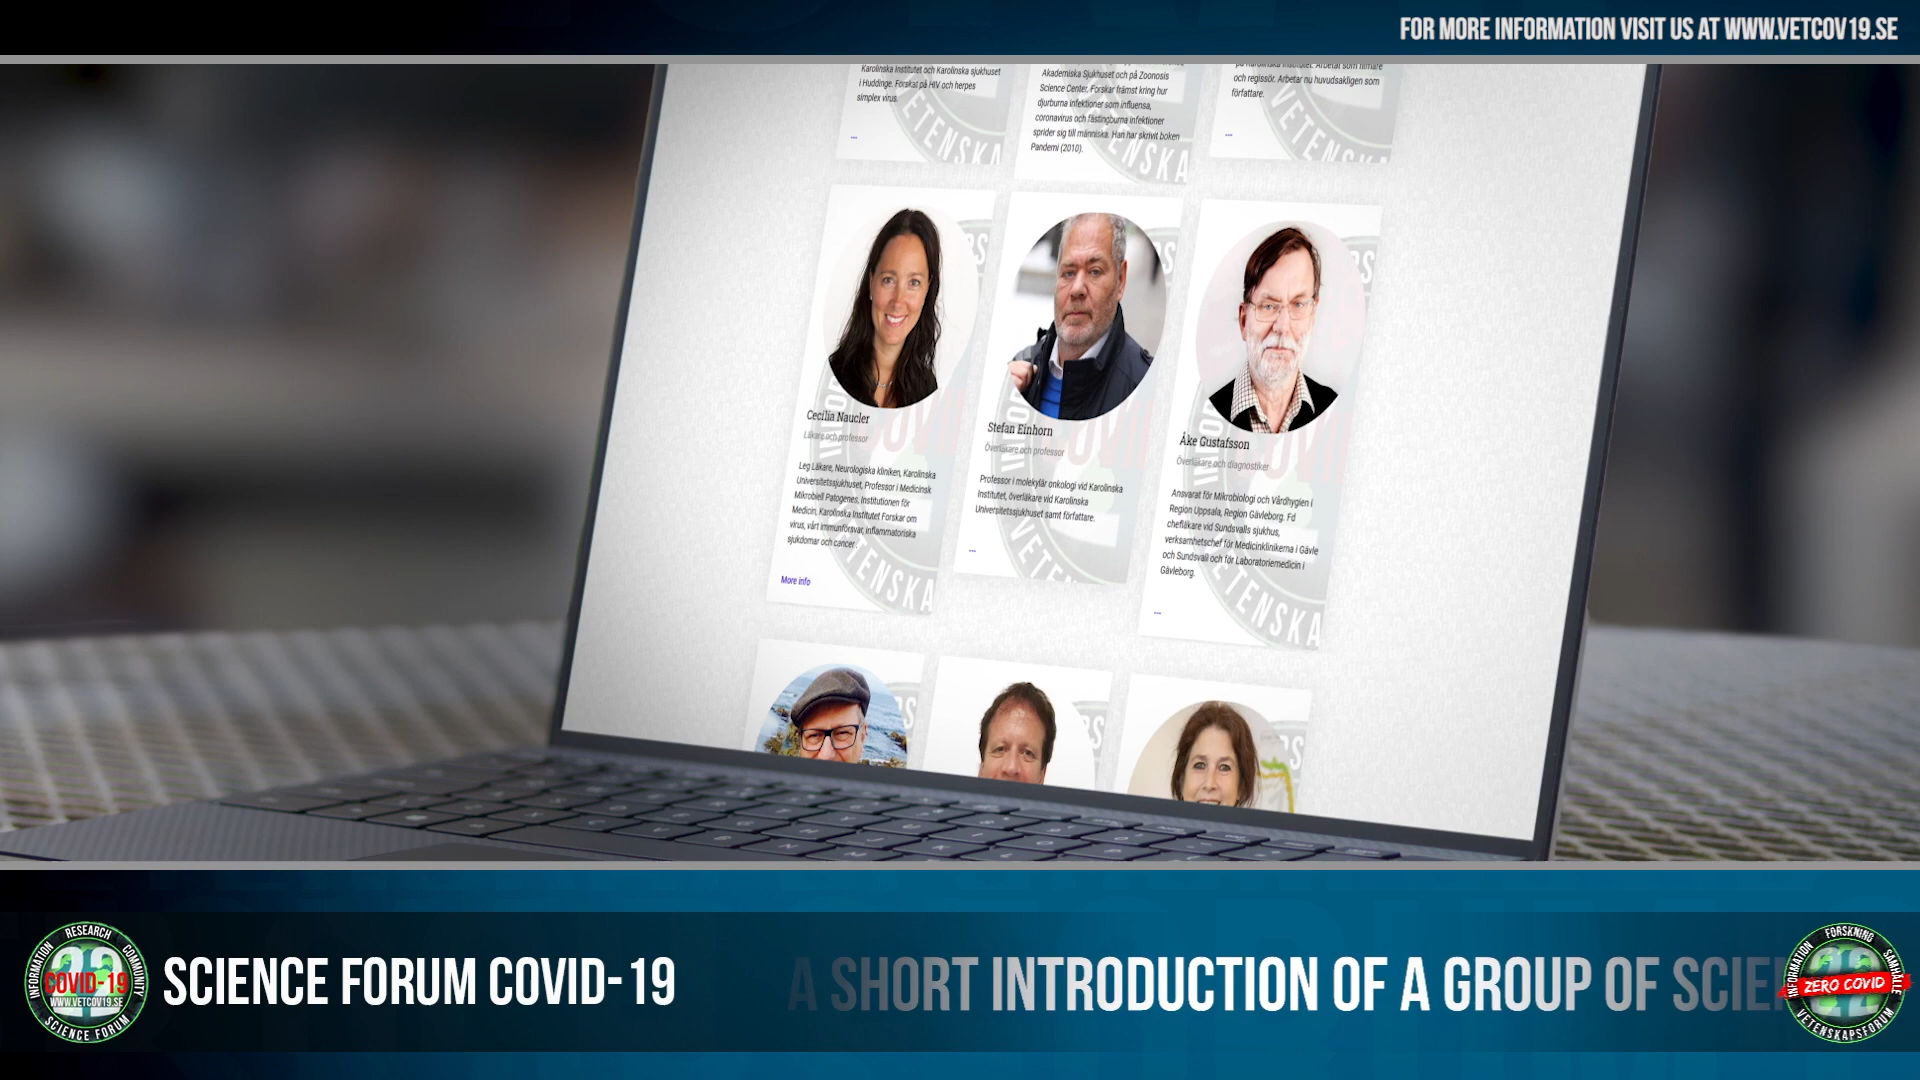 FOR MORE INFORMATION VISIT US AT WWW.VETCOV19.SE
Karolinska Institutet och Karolinska sjukhuset
i Huddinge. Forskat på HIV och herpes
simplex virus.
Akademiska Sjukhuset och på Zoonosis
Science Center. Forskar främst kring hur
djurburna infektioner som influensa,
coronavirus och fästingburna infektioner
sprider sig till människa. Han har skrivit boken
Pandemi (2010).
och regissör. Arbetar nu huvudsakligen som
författare.
Cecilia Naucler
Läkare och professor
Leg Läkare, Neurologiska kliniken, Karolinska
Universitetssjukhuset, Professor i Medicinsk
Mikrobiell Patogenes, Institutionen för
Medicin, Karolinska Institutet Forskar om
virus, vårt immunförsvar, inflammatoriska
sjukdomar och cancer .
More info
Stefan Einhorn
Överläkare och professor
Professor i molekylär onkologi vid Karolinska
Institutet, överläkare vid Karolinska
Universitetssjukhuset samt författare.
Åke Gustafsson
Överläkare och diagnostiker
Ansvarat för Mikrobiologi och Vårdhygien i
Region Uppsala, Region Gävleborg. Fd
chefläkare vid Sundsvalls sjukhus,
verksamhetschef för Medicinklinikerna i Gävle
och Sundsvall och för Laboratoriemedicin i
Gävleborg.
INFORMATION RESEARCH COMMUNITY
COVID-19
WWW.VETCOV19.SE
SCIENCE FORUM
SCIENCE FORUM COVID-19
A SHORT INTRODUCTION OF A GROUP OF SCIE
INFORMATION FORSKNING SAMHÄLLE
ZERO COVID
VETENSKAPSFORUM